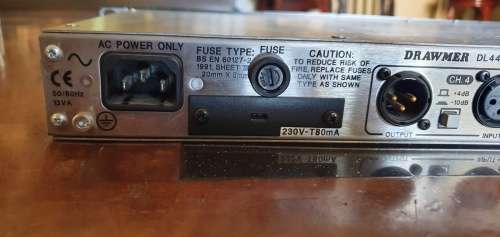 AC POWER ONLY
CE
50/60Hz
13VA
FUSE TYPE:
BS EN 60127-2
1991, SHEET
20mm X
FUSE
CAUTION:
TO REDUCE RISK OF
FIRE, REPLACE FUSES
ONLY WITH SAME
TYPE AS SHOWN
230V-T80mA
DRAWMER DL44
CH.4
+4dB
-10dB
OUTPUT
INPUT